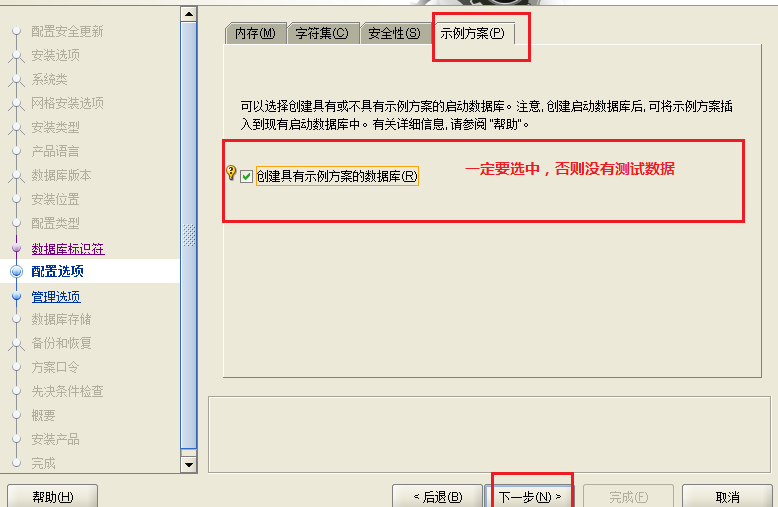 配置安全更新
安装选项
系统类
网格安装选项
安装类型
产品语言
数据库版本
安装位置
配置类型
数据库标识符
配置选项
管理选项
数据库存储
备份和恢复
方案口令
先决条件检查
概要
安装产品
完成
内存(M) 字符集(C) 安全性(S) 示例方案(P)
可以选择创建具有或不具有示例方案的启动数据库。注意, 创建启动数据库后, 可将示例方案插
入到现有启动数据库中。有关详细信息, 请参阅 "帮助"。
创建具有示例方案的数据库(R)
一定要选中，否则没有测试数据
帮助(H) < 后退(B) 下一步(N) > 完成(F) 取消